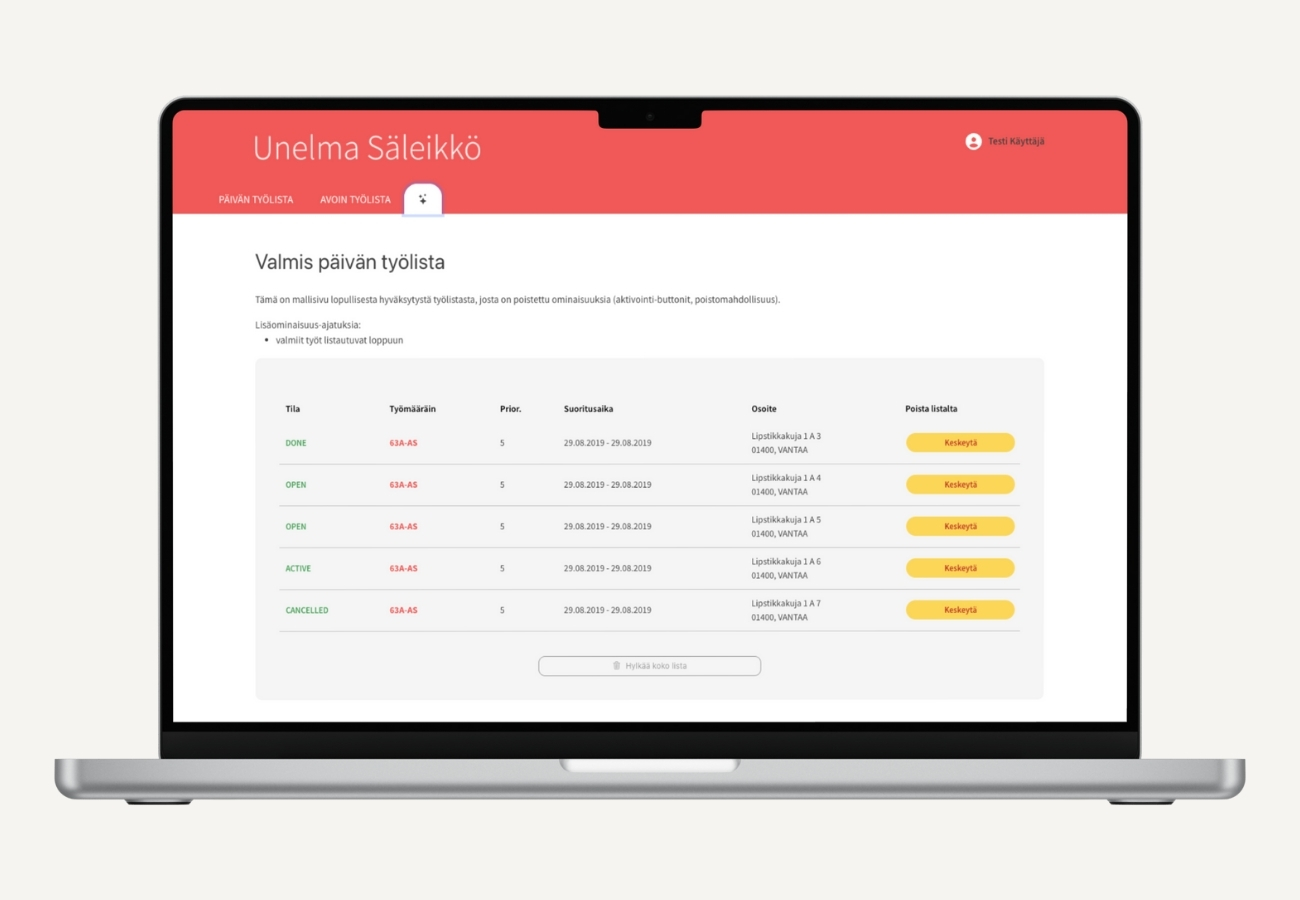 Unelma Säleikkö
Testi Käyttäjä
PÄIVÄN TYÖLISTA AVOIN TYÖLISTA
Valmis päivän työlista
Tämä on mallisivu lopullisesta hyväksytystä työlistasta, josta on poistettu ominaisuuksia (aktivointi-buttonit, poistomahdollisuus).
Lisäominaisuus-ajatuksia:
• valmiit työt listautuvat loppuun
Tila Työmääräin Prior. Suoritusaika Osoite Poista listalta
DONE 63A-AS 5 29.08.2019 - 29.08.2019 Lipstikkakuja 1 A 3 Keskeytä
01400, VANTAA
OPEN 63A-AS 5 29.08.2019 - 29.08.2019 Lipstikkakuja 1 A 4 Keskeytä
01400, VANTAA
OPEN 63A-AS 5 29.08.2019 - 29.08.2019 Lipstikkakuja 1 A 5 Keskeytä
01400, VANTAA
ACTIVE 63A-AS 5 29.08.2019 - 29.08.2019 Lipstikkakuja 1 A 6 Keskeytä
01400, VANTAA
CANCELLED 63A-AS 5 29.08.2019 - 29.08.2019 Lipstikkakuja 1 A 7 Keskeytä
01400, VANTAA
Hylkää koko lista